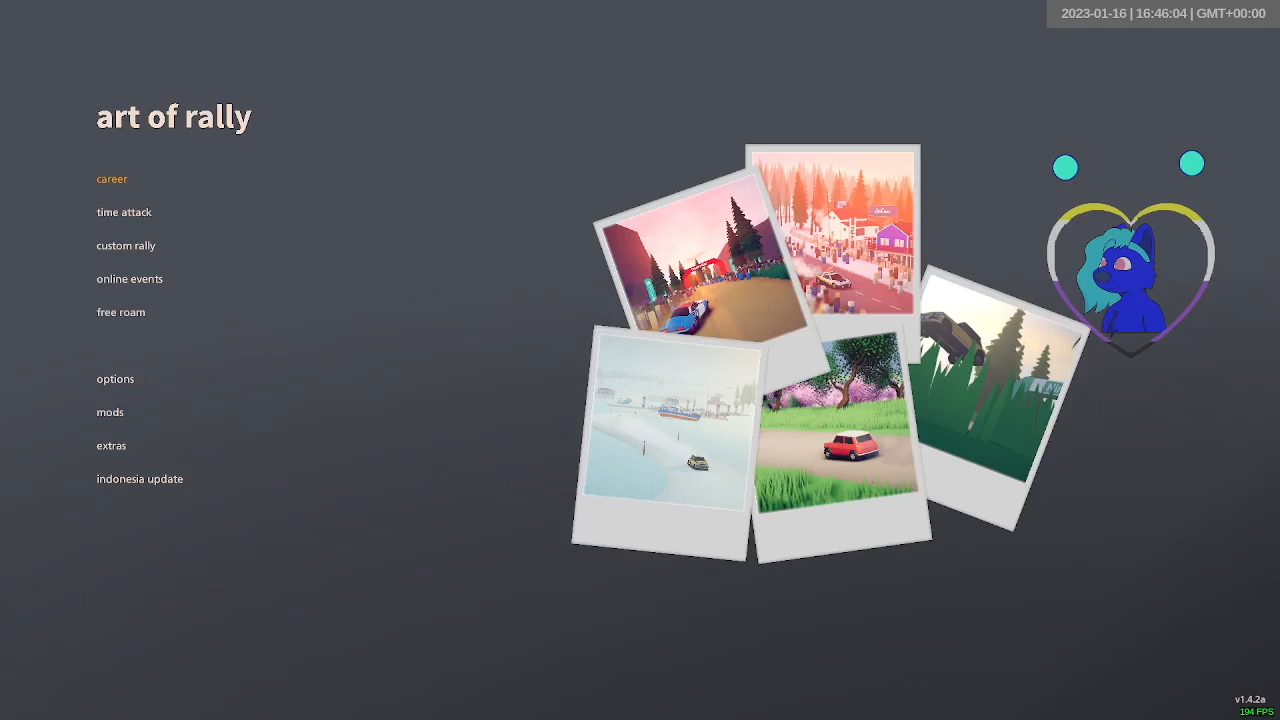 2023-01-16 | 16:46:04 | GMT+00:00
art of rally
career
time attack
custom rally
online events
free roam
options
mods
extras
indonesia update
v1.4.2a
194 FPS